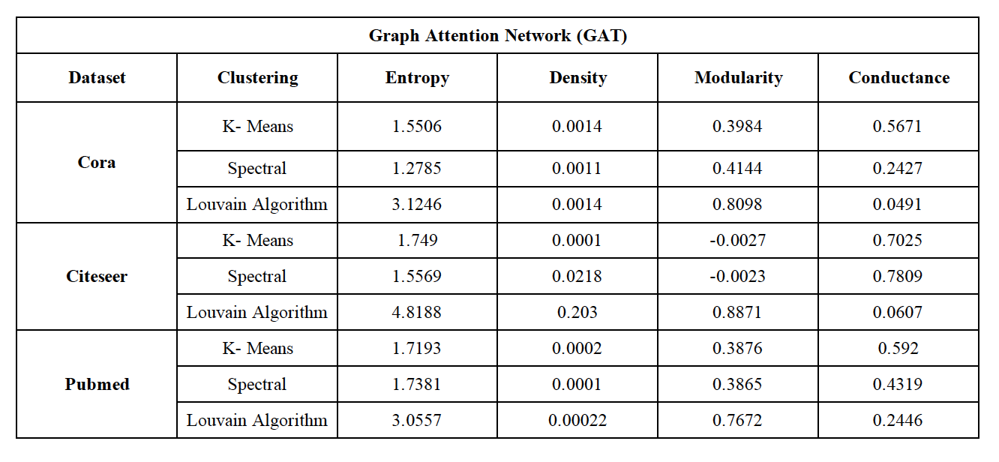 Graph Attention Network (GAT)
Dataset Clustering Entropy Density Modularity Conductance
Cora
K- Means 1.5506 0.0014 0.3984 0.5671
Spectral 1.2785 0.0011 0.4144 0.2427
Louvain Algorithm 3.1246 0.0014 0.8098 0.0491
Citeseer
K- Means 1.749 0.0001 -0.0027 0.7025
Spectral 1.5569 0.0218 -0.0023 0.7809
Louvain Algorithm 4.8188 0.203 0.8871 0.0607
Pubmed
K- Means 1.7193 0.0002 0.3876 0.592
Spectral 1.7381 0.0001 0.3865 0.4319
Louvain Algorithm 3.0557 0.00022 0.7672 0.2446